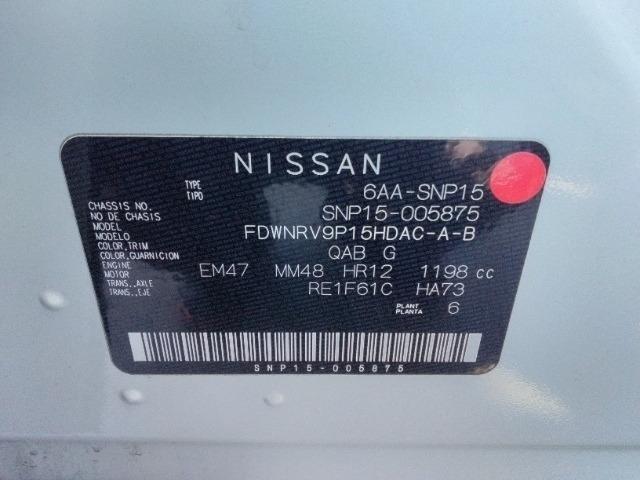 NISSAN
TYPE
TIPO 6AA-SNP15
CHASSIS NO.
NO DE CHASIS SNP15-005875
MODEL
MODELO FDWNRV9P15HDAC-A-B
COLOR, TRIM
COLOR, GUARNICION QAB G
ENGINE
MOTOR EM47 MM48 HR12 1198 cc
TRANS., AXLE
TRANS., EJE RE1F61C HA73
PLANT
PLANTA 6
SNP15-005875